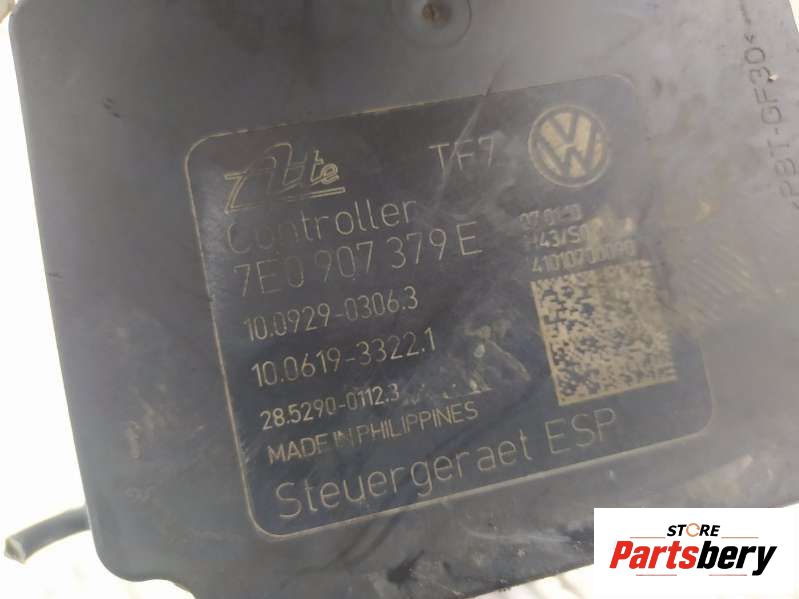 Ate TF7
Controller
7E0 907 379 E
10.0929-0306.3
10.0619-3322.1
28.5290-0112.3
MADE IN PHILIPPINES
Steuergeraet ESP
>PBT-GF30<
STORE
Partsbery